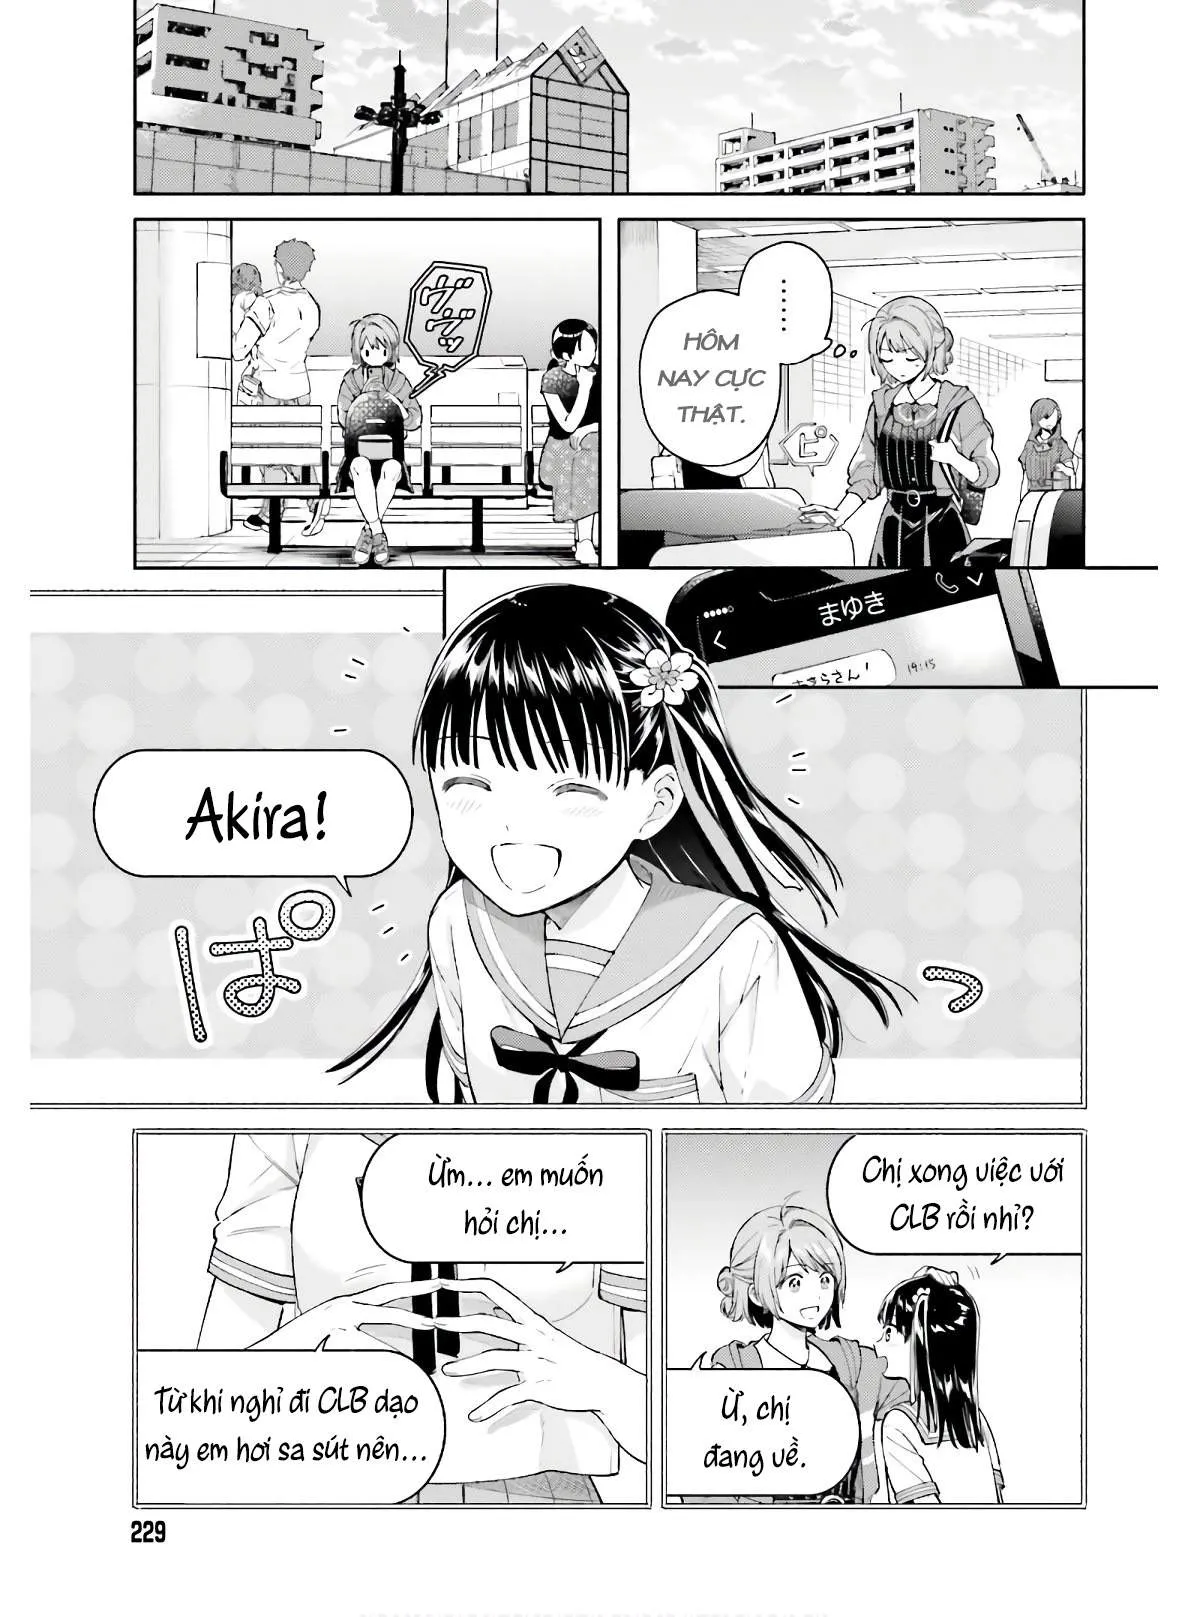 ……
HÔM
NAY CỰC
THẬT.
ピ
ヴヴヴッ
まゆき
19:15
Akira!
ぱっ
Chị xong việc với
CLB rồi nhỉ?
Ừ, chị
đang về.
Ừm... em muốn
hỏi chị...
Từ khi nghỉ đi CLB dạo
này em hơi sa sút nên...
229